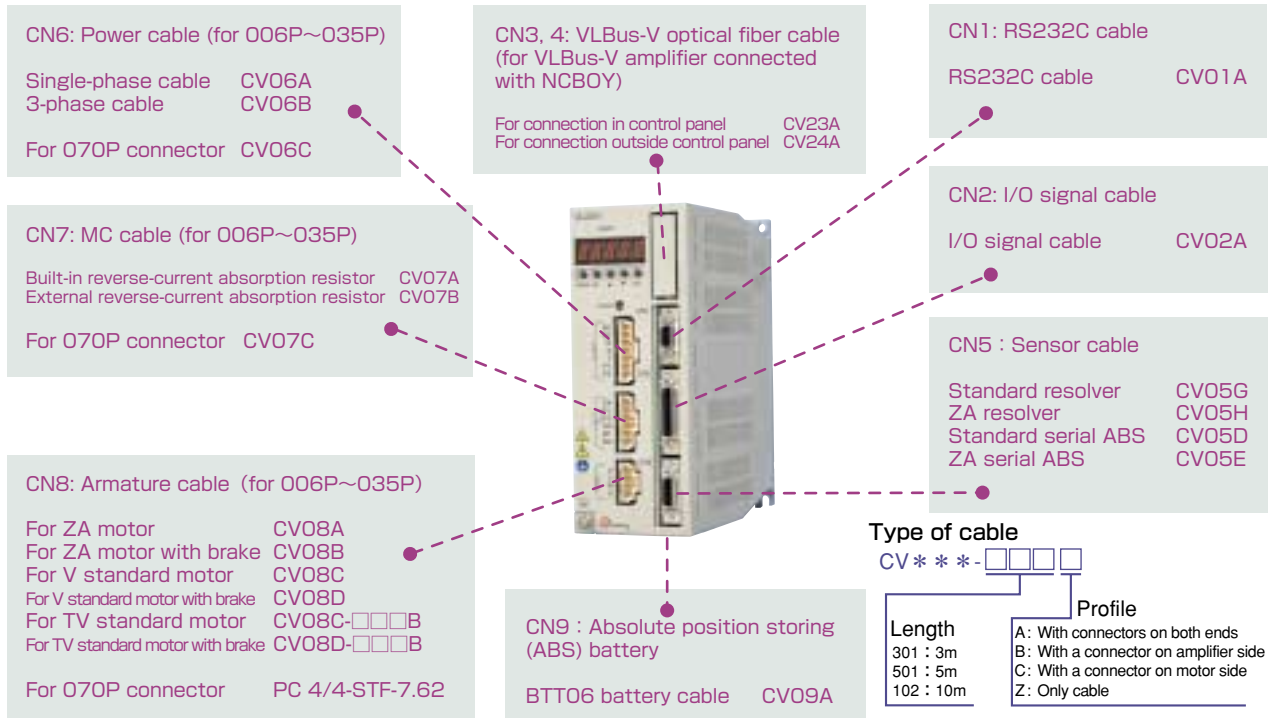 CN6: Power cable (for 006P～035P)
Single-phase cable CV06A
3-phase cable CV06B
For 070P connector CV06C
CN3, 4: VLBus-V optical fiber cable
(for VLBus-V amplifier connected
with NCBOY)
For connection in control panel CV23A
For connection outside control panel CV24A
CN1: RS232C cable
RS232C cable CV01A
CN2: I/O signal cable
I/O signal cable CV02A
CN7: MC cable (for 006P～035P)
Built-in reverse-current absorption resistor CV07A
External reverse-current absorption resistor CV07B
For 070P connector CV07C
CN5：Sensor cable
Standard resolver CV05G
ZA resolver CV05H
Standard serial ABS CV05D
ZA serial ABS CV05E
CN8: Armature cable (for 006P～035P)
For ZA motor CV08A
For ZA motor with brake CV08B
For V standard motor CV08C
For V standard motor with brake CV08D
For TV standard motor CV08C-□□□B
For TV standard motor with brake CV08D-□□□B
For 070P connector PC 4/4-STF-7.62
CN9：Absolute position storing
(ABS) battery
BTT06 battery cable CV09A
Type of cable
CV＊＊＊-□□□□
Length
301：3m
501：5m
102：10m
Profile
A: With connectors on both ends
B: With a connector on amplifier side
C: With a connector on motor side
Z: Only cable